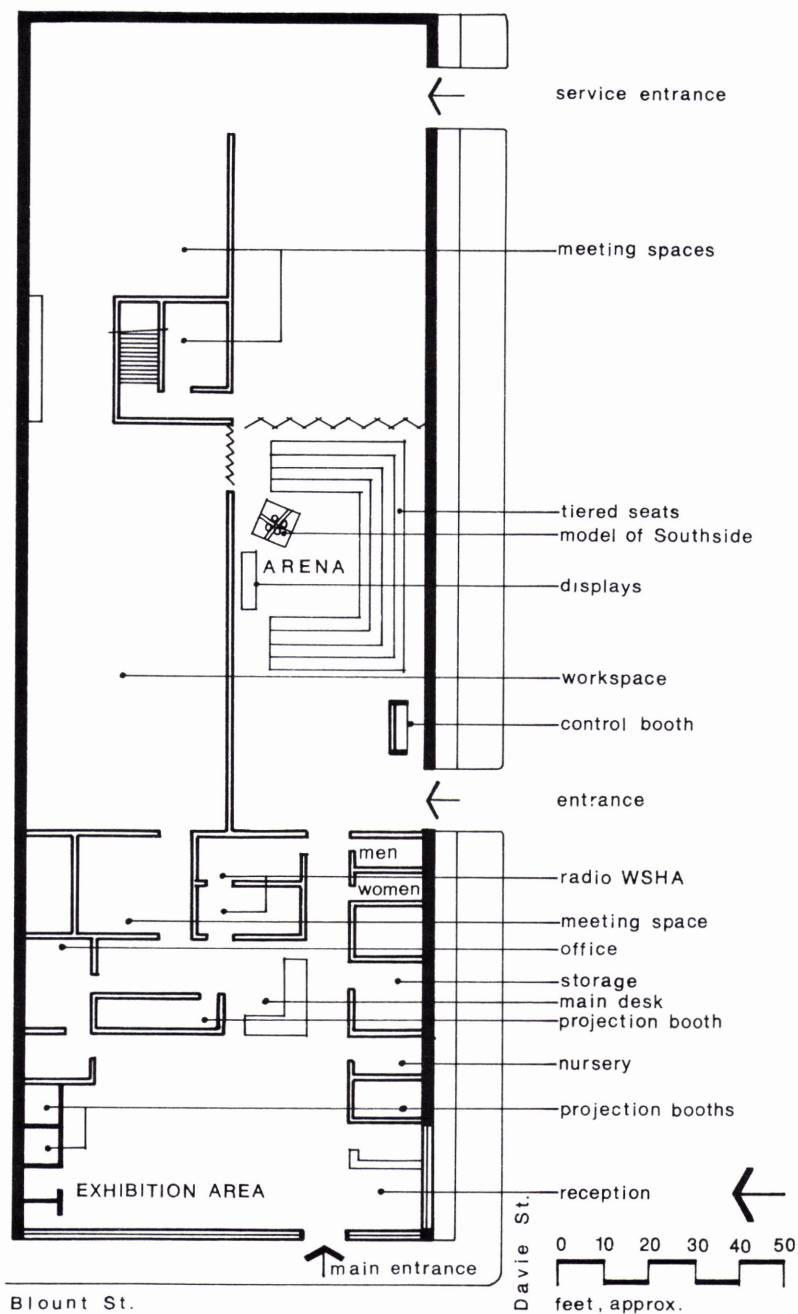 service entrance
meeting spaces
tiered seats
model of Southside
ARENA
displays
workspace
control booth
entrance
men
radio WSHA
women
meeting space
office
storage
main desk
projection booth
nursery
projection booths
EXHIBITION AREA
reception
Davie St.
0 10 20 30 40 50
main entrance
Blount St.
feet, approx.